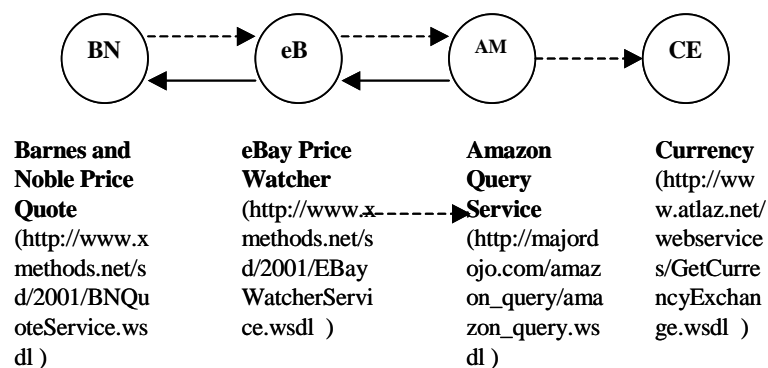 BN
eB
AM
CE
Barnes and
Noble Price
Quote
(http://www.x
methods.net/s
d/2001/BNQu
oteService.ws
dl )
eBay Price
Watcher
(http://www.x
methods.net/s
d/2001/EBay
WatcherServi
ce.wsdl )
Amazon
Query
Service
(http://majord
ojo.com/amaz
on_query/ama
zon_query.ws
dl )
Currency
(http://ww
w.atlaz.net/
webservice
s/GetCurre
ncyExchan
ge.wsdl )